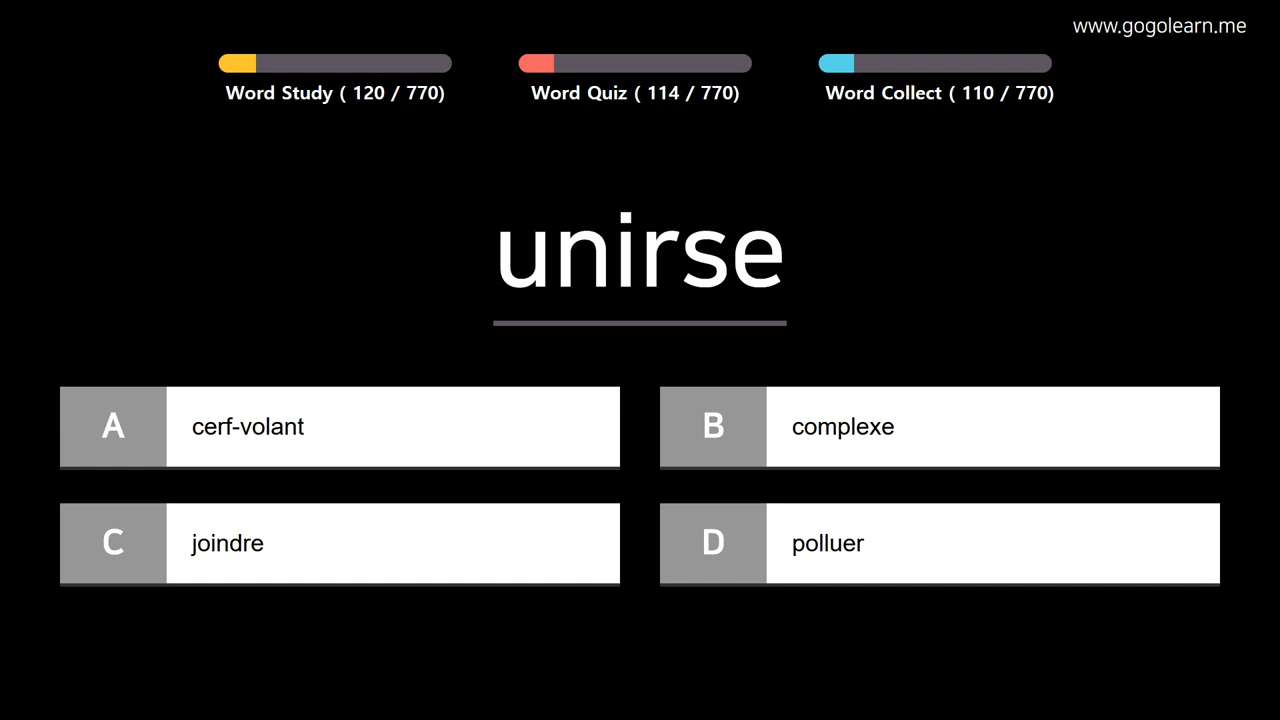 www.gogolearn.me
Word Study ( 120 / 770)
Word Quiz ( 114 / 770)
Word Collect ( 110 / 770)
unirse
A cerf-volant
B complexe
C joindre
D polluer